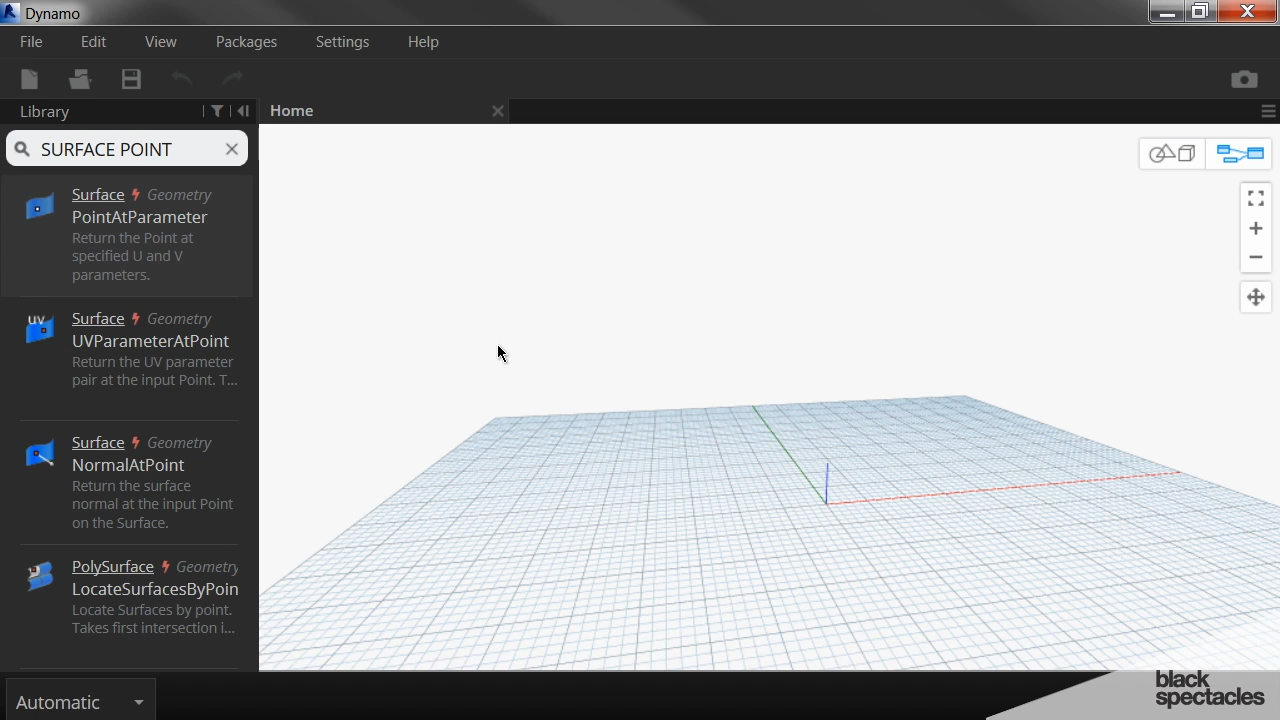 Dynamo
File Edit View Packages Settings Help
Library
Home
SURFACE POINT
Surface Geometry
PointAtParameter
Return the Point at
specified U and V
parameters.
UV
Surface Geometry
UVParameterAtPoint
Return the UV parameter
pair at the input Point. T...
Surface Geometry
NormalAtPoint
Return the surface
normal at the input Point
on the Surface.
PolySurface Geometry
LocateSurfacesByPoin
Locate Surfaces by point.
Takes first intersection i...
Automatic
black
spectacles